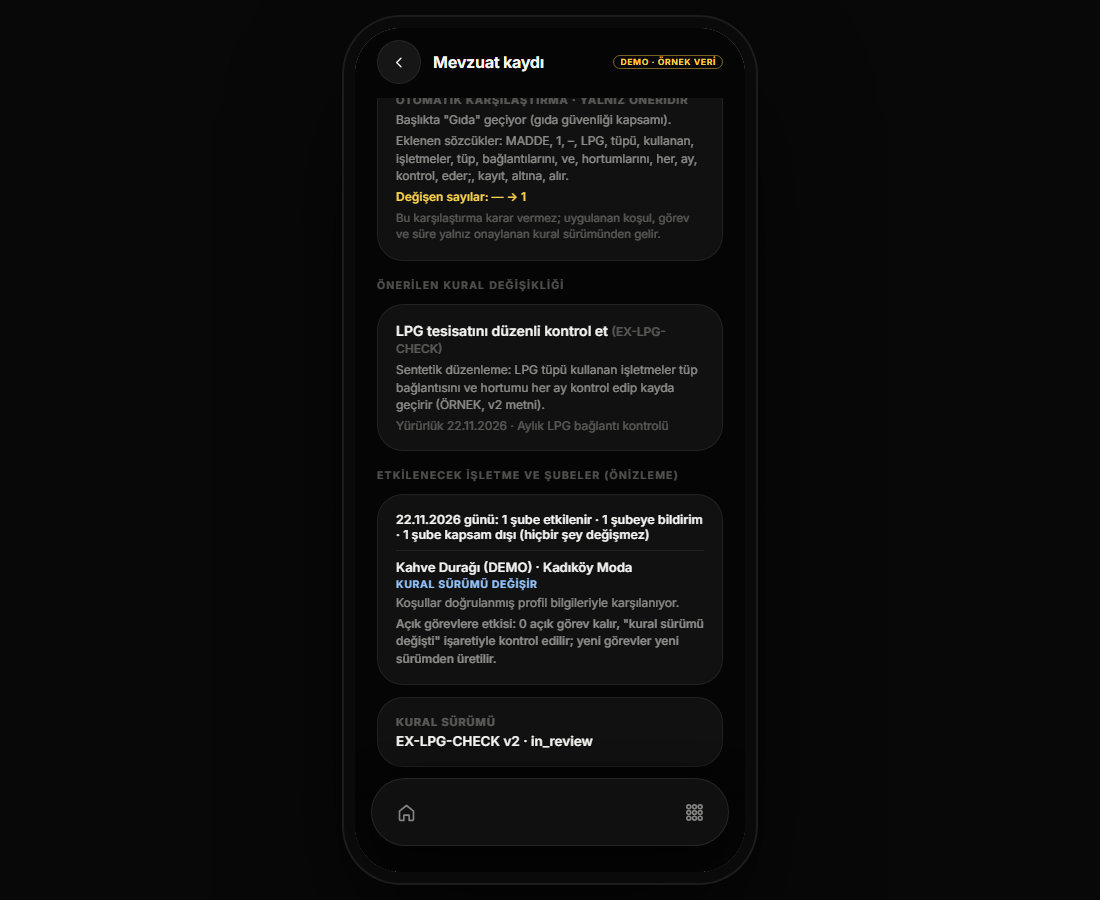 Mevzuat kaydı
DEMO · ÖRNEK VERİ
OTOMATİK KARŞILAŞTIRMA · YALNIZ ÖNERİDİR
Başlıkta "Gıda" geçiyor (gıda güvenliği kapsamı).
Eklenen sözcükler: MADDE, 1, –, LPG, tüpü, kullanan,
işletmeler, tüp, bağlantılarını, ve, hortumlarını, her, ay,
kontrol, eder;, kayıt, altına, alır.
Değişen sayılar: — → 1
Bu karşılaştırma karar vermez; uygulanan koşul, görev
ve süre yalnız onaylanan kural sürümünden gelir.
ÖNERİLEN KURAL DEĞİŞİKLİĞİ
LPG tesisatını düzenli kontrol et (EX-LPG-
CHECK)
Sentetik düzenleme: LPG tüpü kullanan işletmeler tüp
bağlantısını ve hortumu her ay kontrol edip kayda
geçirir (ÖRNEK, v2 metni).
Yürürlük 22.11.2026 · Aylık LPG bağlantı kontrolü
ETKİLENECEK İŞLETME VE ŞUBELER (ÖNİZLEME)
22.11.2026 günü: 1 şube etkilenir · 1 şubeye bildirim
· 1 şube kapsam dışı (hiçbir şey değişmez)
Kahve Durağı (DEMO) · Kadıköy Moda
KURAL SÜRÜMÜ DEĞİŞİR
Koşullar doğrulanmış profil bilgileriyle karşılanıyor.
Açık görevlere etkisi: 0 açık görev kalır, "kural sürümü
değişti" işaretiyle kontrol edilir; yeni görevler yeni
sürümden üretilir.
KURAL SÜRÜMÜ
EX-LPG-CHECK v2 · in_review